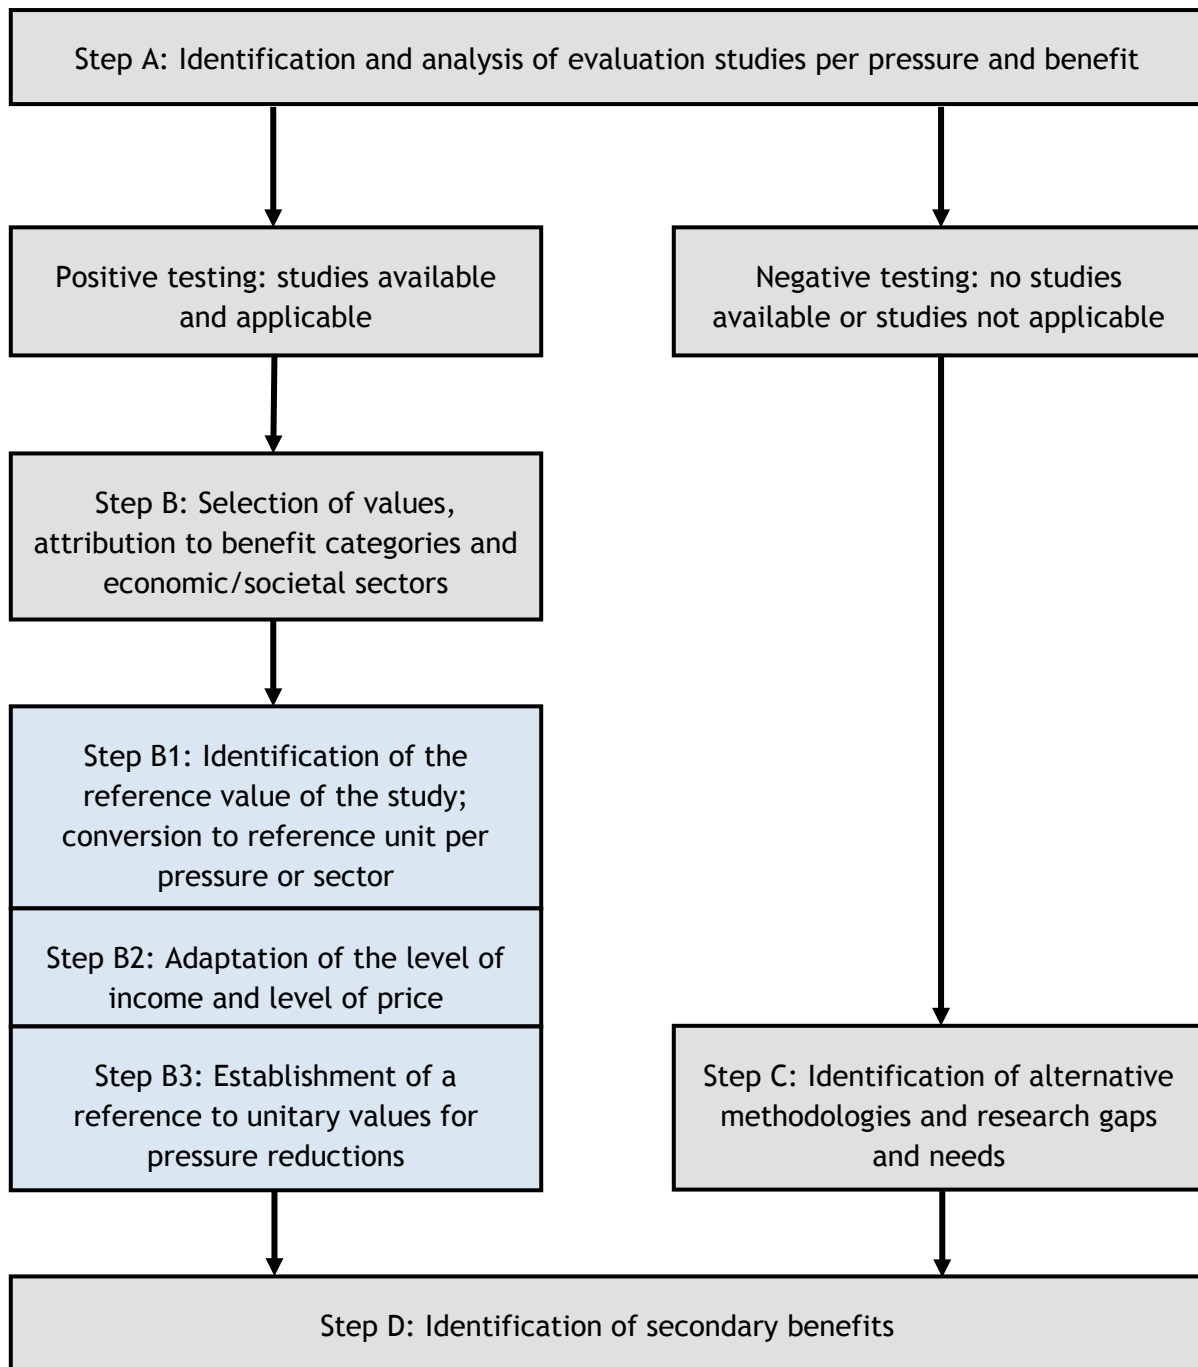 Step A: Identification and analysis of evaluation studies per pressure and benefit
Positive testing: studies available
and applicable
Negative testing: no studies
available or studies not applicable
Step B: Selection of values,
attribution to benefit categories and
economic/societal sectors
Step B1: Identification of the
reference value of the study;
conversion to reference unit per
pressure or sector
Step B2: Adaptation of the level of
income and level of price
Step B3: Establishment of a
reference to unitary values for
pressure reductions
Step C: Identification of alternative
methodologies and research gaps
and needs
Step D: Identification of secondary benefits